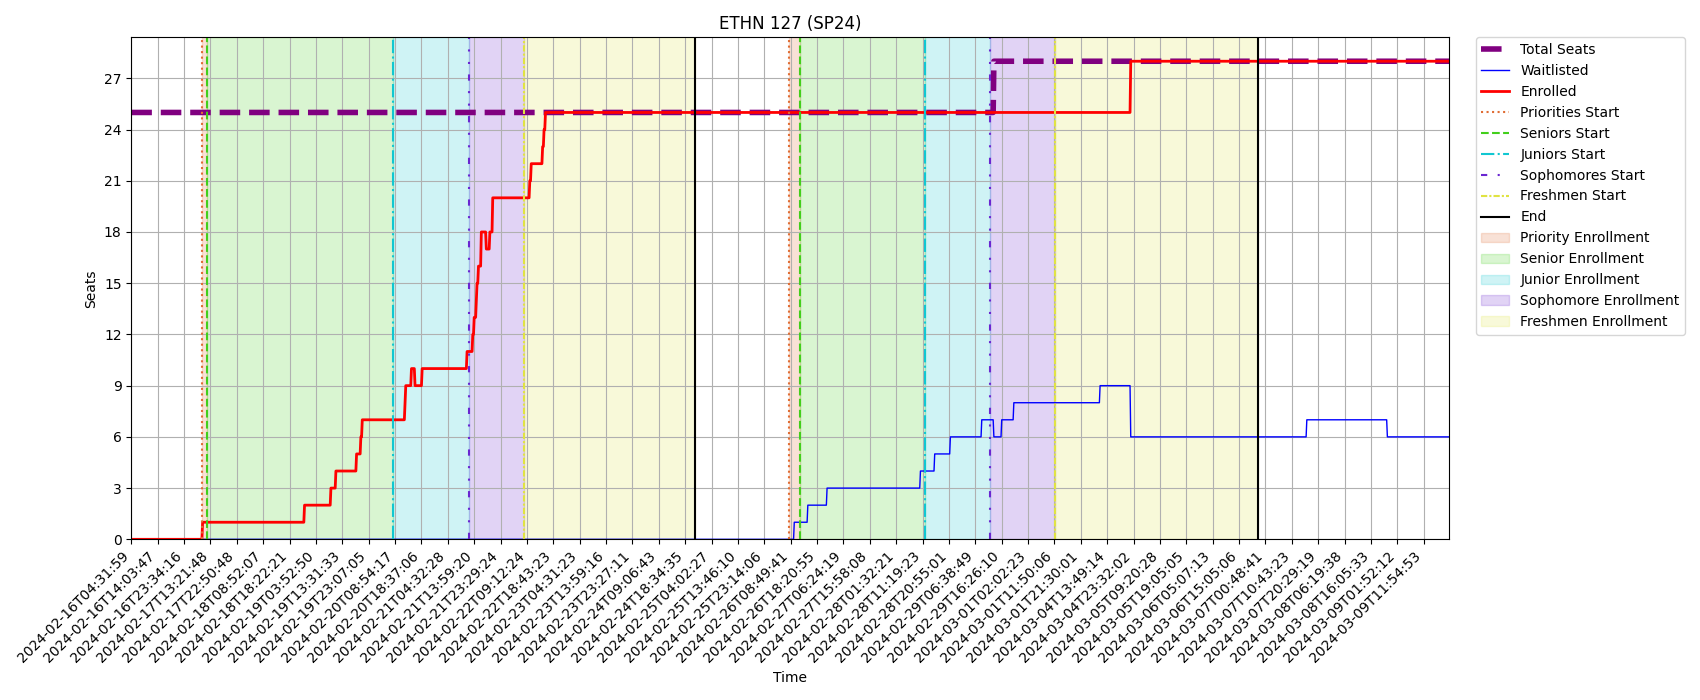 ETHN 127 (SP24)
Seats
27
24
21
18
15
12
9
6
3
0
2024-02-16T04:31:59
2024-02-16T14:03:47
2024-02-16T23:34:16
2024-02-17T13:21:48
2024-02-17T22:50:48
2024-02-18T08:52:07
2024-02-18T18:22:21
2024-02-19T03:52:50
2024-02-19T13:31:33
2024-02-19T23:07:05
2024-02-20T08:54:17
2024-02-20T18:37:06
2024-02-21T04:32:28
2024-02-21T13:59:20
2024-02-21T23:29:24
2024-02-22T09:12:24
2024-02-22T18:43:23
2024-02-23T04:31:23
2024-02-23T13:59:16
2024-02-23T23:27:11
2024-02-24T09:06:43
2024-02-24T18:34:35
2024-02-25T04:02:27
2024-02-25T13:46:10
2024-02-25T23:14:06
2024-02-26T08:49:41
2024-02-26T18:20:55
2024-02-27T06:24:19
2024-02-27T15:58:08
2024-02-28T01:32:21
2024-02-28T11:19:23
2024-02-28T20:55:01
2024-02-29T06:38:49
2024-02-29T16:26:10
2024-03-01T02:02:23
2024-03-01T11:50:06
2024-03-01T21:30:01
2024-03-04T13:49:14
2024-03-04T23:32:02
2024-03-05T09:20:28
2024-03-05T19:05:05
2024-03-06T05:07:13
2024-03-06T15:05:06
2024-03-07T00:48:41
2024-03-07T10:43:23
2024-03-07T20:29:19
2024-03-08T06:19:38
2024-03-08T16:05:33
2024-03-09T01:52:12
2024-03-09T11:54:53
Time
Total Seats
Waitlisted
Enrolled
Priorities Start
Seniors Start
Juniors Start
Sophomores Start
Freshmen Start
End
Priority Enrollment
Senior Enrollment
Junior Enrollment
Sophomore Enrollment
Freshmen Enrollment